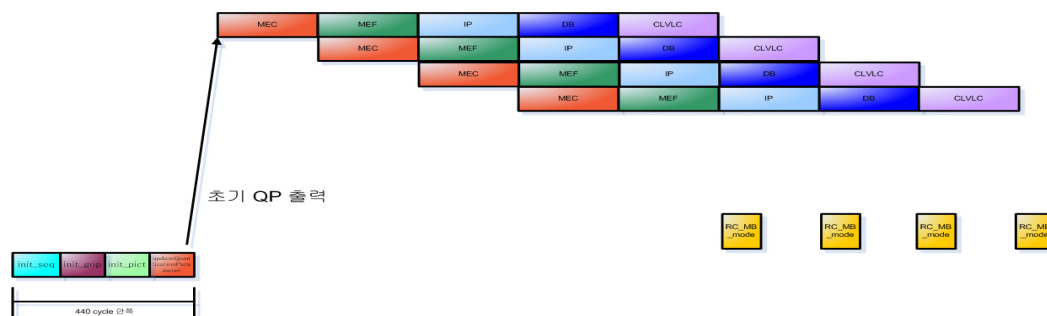 MEC MEF IP DB CLVLC
MEC MEF IP DB CLVLC
MEC MEF IP DB CLVLC
MEC MEF IP DB CLVLC
초기 QP 출력
RC_MB
_mode
RC_MB
_mode
RC_MB
_mode
RC_MB
_mode
init_seq init_gop init_pict
440 cycle 안쪽